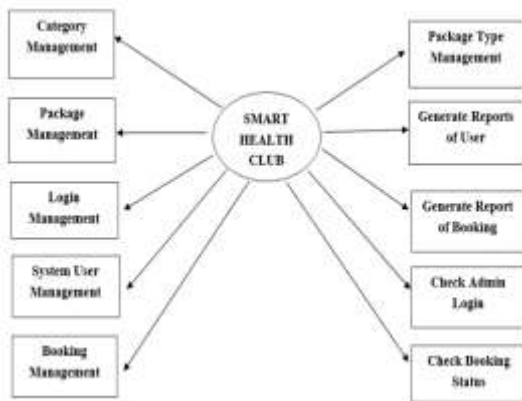 Category
Management
Package
Management
Login
Management
System User
Management
Booking
Management
SMART
HEALTH
CLUB
Package Type
Management
Generate Reports
of User
Generate Report
of Booking
Check Admin
Login
Check Booking
Status